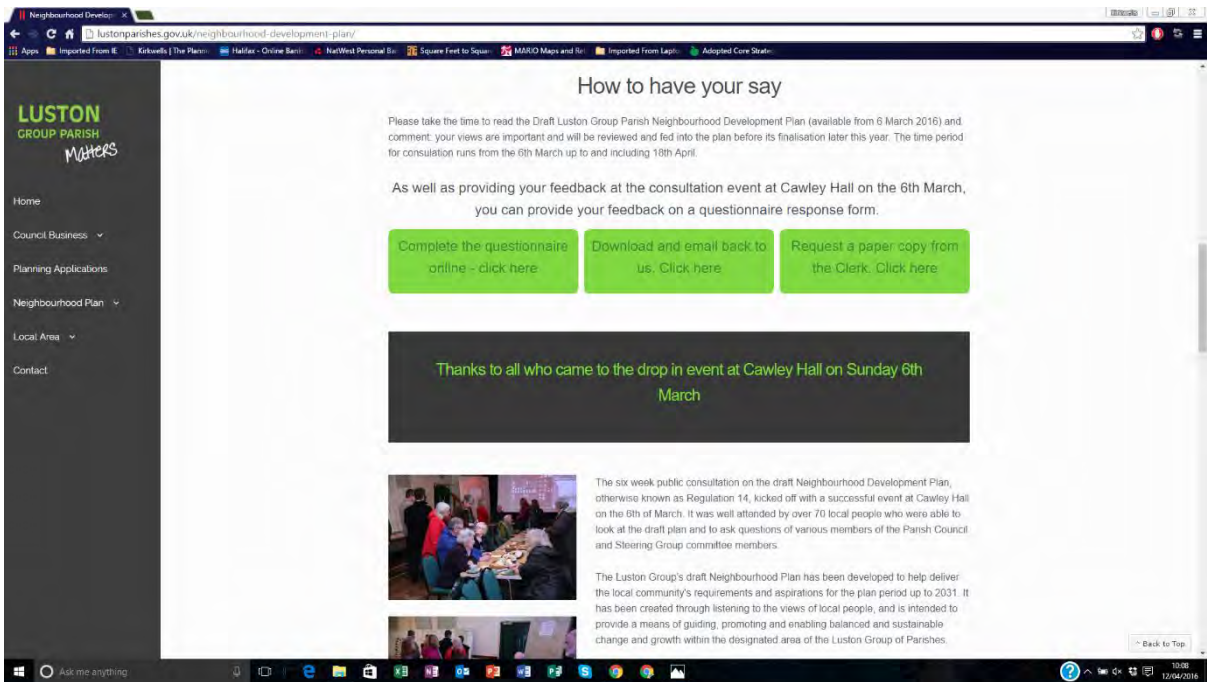 Neighbourhood Develop
lustonparishes.gov.uk/neighbourhood-development-plan/
Apps Imported From IE Kirkwells | The Plannin Halifax - Online Banki NatWest Personal Ba Square Feet to Squar MARIO Maps and Rel Imported From Lapto Adopted Core Strate
LUSTON
GROUP PARISH
Matters
Home
Council Business
Planning Applications
Neighbourhood Plan
Local Area
Contact
How to have your say
Please take the time to read the Draft Luston Group Parish Neighbourhood Development Plan (available from 6 March 2016) and
comment: your views are important and will be reviewed and fed into the plan before its finalisation later this year. The time period
for consulation runs from the 6th March up to and including 18th April.
As well as providing your feedback at the consultation event at Cawley Hall on the 6th March,
you can provide your feedback on a questionnaire response form.
Complete the questionnaire
online - click here
Download and email back to
us. Click here
Request a paper copy from
the Clerk. Click here
Thanks to all who came to the drop in event at Cawley Hall on Sunday 6th
March
The six week public consultation on the draft Neighbourhood Development Plan,
otherwise known as Regulation 14, kicked off with a successful event at Cawley Hall
on the 6th of March. It was well attended by over 70 local people who were able to
look at the draft plan and to ask questions of various members of the Parish Council
and Steering Group committee members.
The Luston Group's draft Neighbourhood Plan has been developed to help deliver
the local community's requirements and aspirations for the plan period up to 2031. It
has been created through listening to the views of local people, and is intended to
provide a means of guiding, promoting and enabling balanced and sustainable
change and growth within the designated area of the Luston Group of Parishes.
^ Back to Top
Ask me anything
10:08
12/04/2016